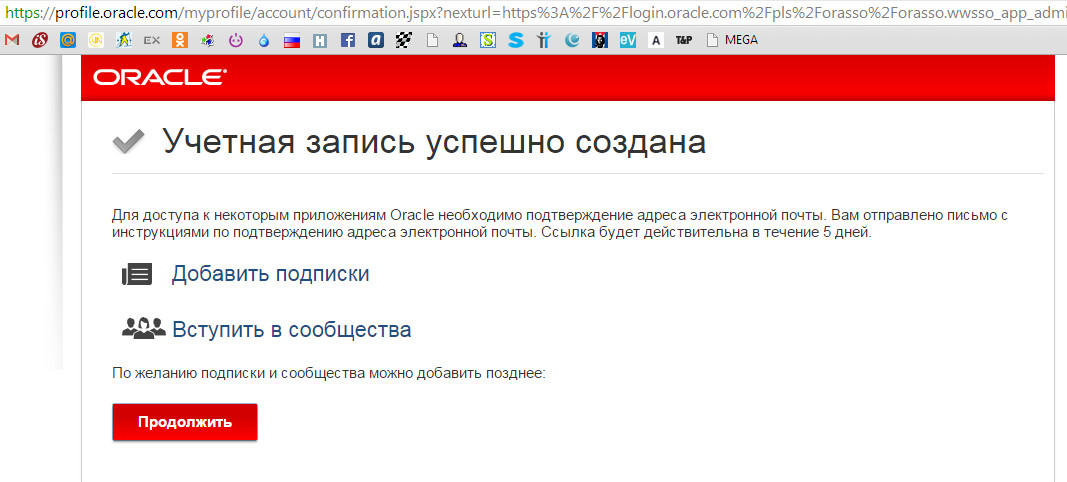 https://profile.oracle.com/myprofile/account/confirmation.jspx?nexturl=https%3A%2F%2Flogin.oracle.com%2Fpls%2Forasso%2Forasso.wwsso_app_admi
EX H f a S S eV A T&P MEGA
ORACLE
Учетная запись успешно создана
Для доступа к некоторым приложениям Oracle необходимо подтверждение адреса электронной почты. Вам отправлено письмо с
инструкциями по подтверждению адреса электронной почты. Ссылка будет действительна в течение 5 дней.
Добавить подписки
Вступить в сообщества
По желанию подписки и сообщества можно добавить позднее:
Продолжить